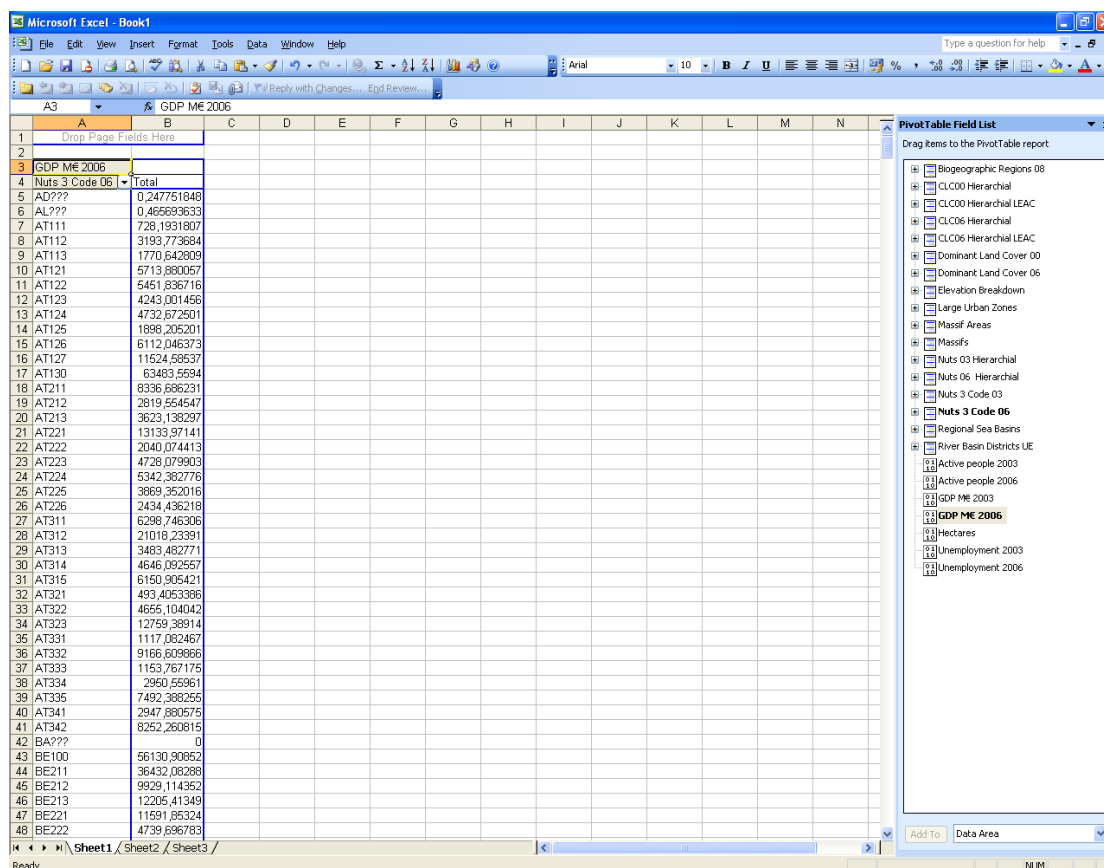 Microsoft Excel - Book1
File Edit View Insert Format Tools Data Window Help
Type a question for help
Arial 10 B I U
Reply with Changes... End Review...
A3 fx GDP M€ 2006
A B C D E F G H I J K L M N
1 Drop Page Fields Here
2
3 GDP M€ 2006
4 Nuts 3 Code 06 Total
5 AD??? 0,247751848
6 AL??? 0,465693633
7 AT111 728,1931807
8 AT112 3193,773684
9 AT113 1770,642809
10 AT121 5713,880057
11 AT122 5451,836716
12 AT123 4243,001456
13 AT124 4732,672501
14 AT125 1898,205201
15 AT126 6112,046373
16 AT127 11524,58537
17 AT130 63483,5594
18 AT211 8336,686231
19 AT212 2819,554547
20 AT213 3623,138297
21 AT221 13133,97141
22 AT222 2040,074413
23 AT223 4728,079903
24 AT224 5342,382776
25 AT225 3869,352016
26 AT226 2434,436218
27 AT311 6298,746306
28 AT312 21018,23391
29 AT313 3483,482771
30 AT314 4646,092557
31 AT315 6150,905421
32 AT321 493,4053386
33 AT322 4655,104042
34 AT323 12759,38914
35 AT331 1117,082467
36 AT332 9166,609866
37 AT333 1153,767175
38 AT334 2950,55961
39 AT335 7492,388255
40 AT341 2947,880575
41 AT342 8252,260815
42 BA??? 0
43 BE100 56130,90852
44 BE211 36432,08288
45 BE212 9929,114352
46 BE213 12205,41349
47 BE221 11591,85324
48 BE222 4739,696783
Sheet1 Sheet2 Sheet3
Ready
NUM
PivotTable Field List
Drag items to the PivotTable report
Biogeographic Regions 08
CLC00 Hierarchial
CLC00 Hierarchial LEAC
CLC06 Hierarchial
CLC06 Hierarchial LEAC
Dominant Land Cover 00
Dominant Land Cover 06
Elevation Breakdown
Large Urban Zones
Massif Areas
Massifs
Nuts 03 Hierarchial
Nuts 06 Hierarchial
Nuts 3 Code 03
Nuts 3 Code 06
Regional Sea Basins
River Basin Districts UE
Active people 2003
Active people 2006
GDP M€ 2003
GDP M€ 2006
Hectares
Unemployment 2003
Unemployment 2006
Add To Data Area